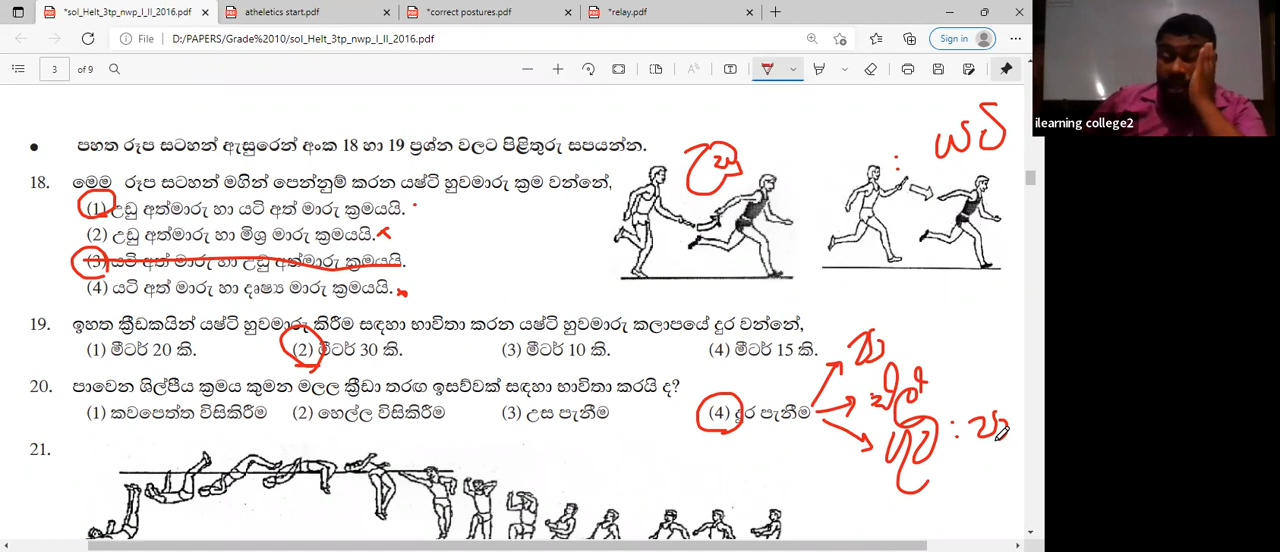 *sol_Helt_3tp_nwp_I_II_2016.pdf
atheletics start.pdf
*correct postures.pdf
*relay.pdf
File
D:/PAPERS/Grade%2010/sol_Helt_3tp_nwp_I_II_2016.pdf
Sign in
3 of 9
ilearning college2
යටි
• පහත රූප සටහන් ඇසුරෙන් අංක 18 හා 19 ප්‍රශ්න වලට පිළිතුරු සපයන්න.
18. මෙම රූප සටහන් මගින් පෙන්නුම් කරන යෂ්ටි හුවමාරු ක්‍රම වන්නේ,
(1) උඩු අත්මාරු හා යටි අත් මාරු ක්‍රමයයි.
(2) උඩු අත්මාරු හා මිශ්‍ර මාරු ක්‍රමයයි.
(3) යටි අත් මාරු හා උඩු අත්මාරු ක්‍රමයයි.
(4) යටි අත් මාරු හා දෘෂ්‍ය මාරු ක්‍රමයයි.
19. ඉහත ක්‍රීඩකයින් යෂ්ටි හුවමාරු කිරීම සඳහා භාවිතා කරන යෂ්ටි හුවමාරු කලාපයේ දුර වන්නේ,
(1) මීටර් 20 කි. (2) මීටර් 30 කි. (3) මීටර් 10 කි. (4) මීටර් 15 කි.
20. පාවෙන ශිල්පීය ක්‍රමය කුමන මලල ක්‍රීඩා තරඟ ඉසව්වක් සඳහා භාවිතා කරයි ද?
(1) කවපෙත්ත විසිකිරීම (2) හෙල්ල විසිකිරීම (3) උස පැනීම (4) දුර පැනීම
21.